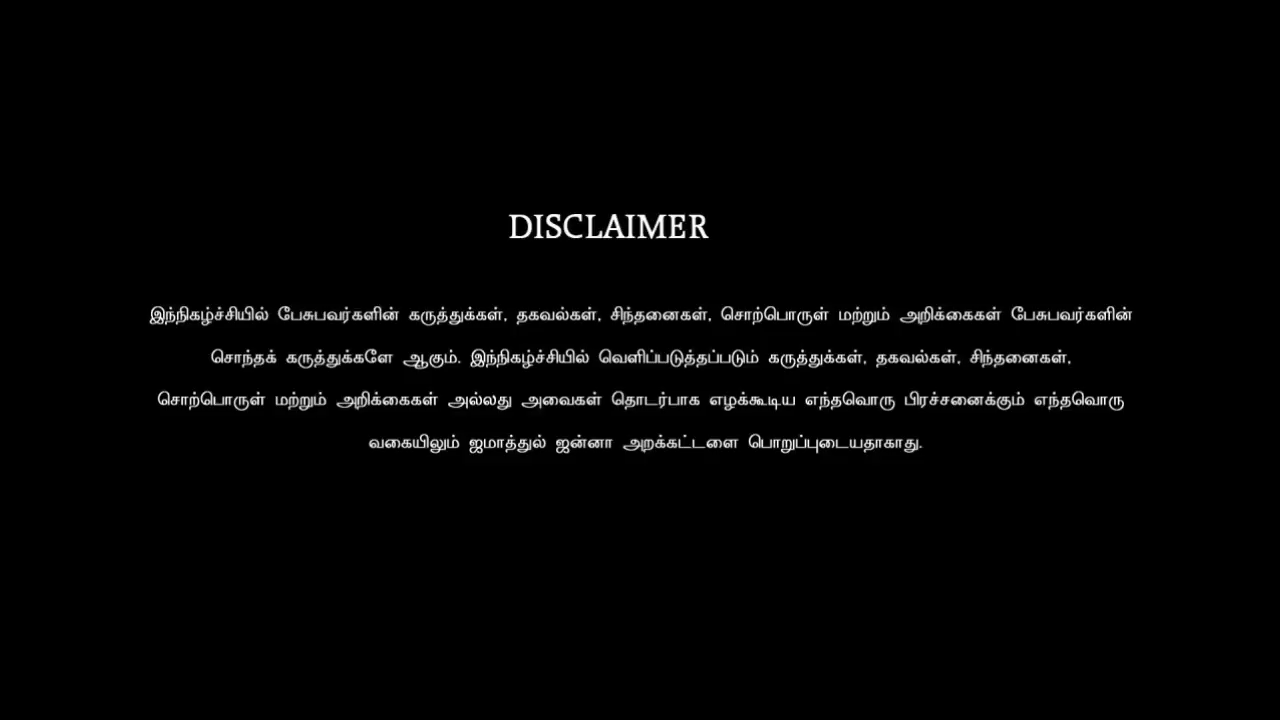 DISCLAIMER
இந்நிகழ்ச்சியில் பேசுபவர்களின் கருத்துக்கள், தகவல்கள், சிந்தனைகள், சொற்பொருள் மற்றும் அறிக்கைகள் பேசுபவர்களின்
சொந்தக் கருத்துக்களே ஆகும். இந்நிகழ்ச்சியில் வெளிப்படுத்தப்படும் கருத்துக்கள், தகவல்கள், சிந்தனைகள்,
சொற்பொருள் மற்றும் அறிக்கைகள் அல்லது அவைகள் தொடர்பாக எழக்கூடிய எந்தவொரு பிரச்சனைக்கும் எந்தவொரு
வகையிலும் ஜமாத்துல் ஜன்னா அறக்கட்டளை பொறுப்புடையதாகாது.